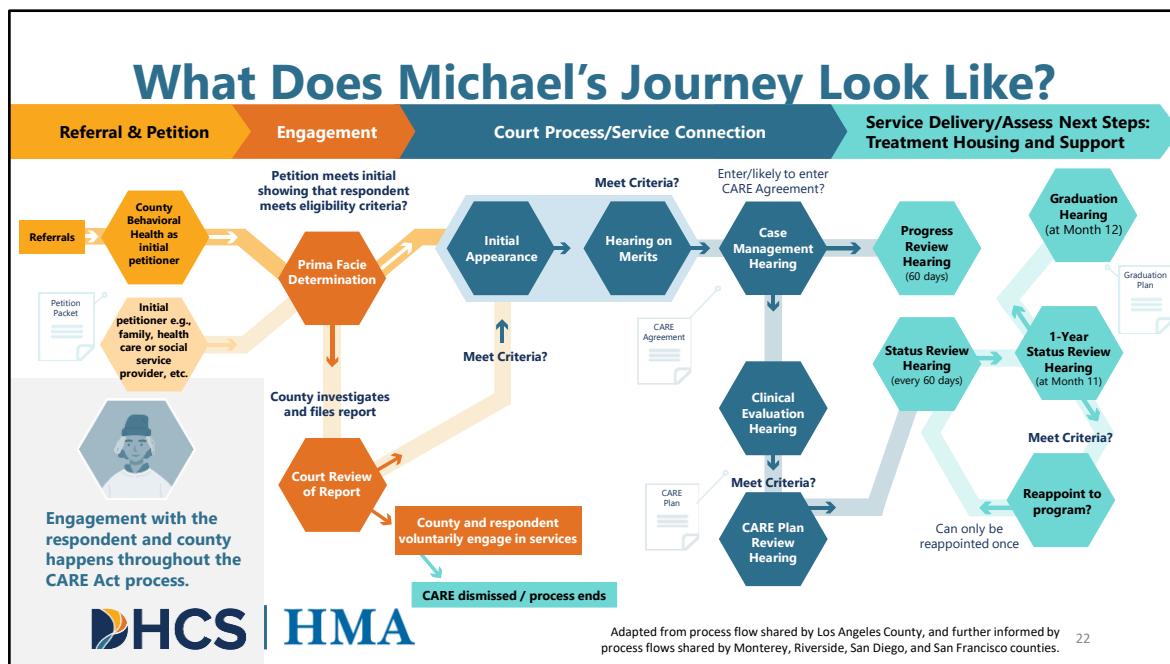 What Does Michael's Journey Look Like?
Referral & Petition
Engagement
Court Process/Service Connection
Service Delivery/Assess Next Steps:
Treatment Housing and Support
Referrals
County
Behavioral
Health as
initial
petitioner
Petition
Packet
Initial
petitioner e.g.,
family, health
care or social
service
provider, etc.
Petition meets initial
showing that respondent
meets eligibility criteria?
Prima Facie
Determination
County investigates
and files report
Court Review
of Report
County and respondent
voluntarily engage in services
CARE dismissed / process ends
Meet Criteria?
Initial
Appearance
Meet Criteria?
Hearing on
Merits
Enter/likely to enter
CARE Agreement?
Case
Management
Hearing
CARE
Agreement
Clinical
Evaluation
Hearing
Meet Criteria?
CARE
Plan
CARE Plan
Review
Hearing
Progress
Review
Hearing
(60 days)
Status Review
Hearing
(every 60 days)
1-Year
Status Review
Hearing
(at Month 11)
Graduation
Hearing
(at Month 12)
Graduation
Plan
Meet Criteria?
Reappoint to
program?
Can only be
reappointed once
Engagement with the
respondent and county
happens throughout the
CARE Act process.
DHCS
HMA
Adapted from process flow shared by Los Angeles County, and further informed by
process flows shared by Monterey, Riverside, San Diego, and San Francisco counties.
22